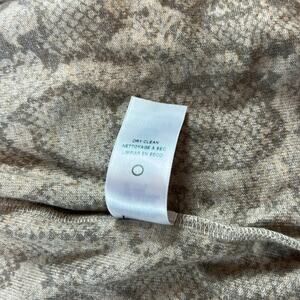 DRY CLEAN
NETTOYAGE À SEC
LIMPIAR EN SECO